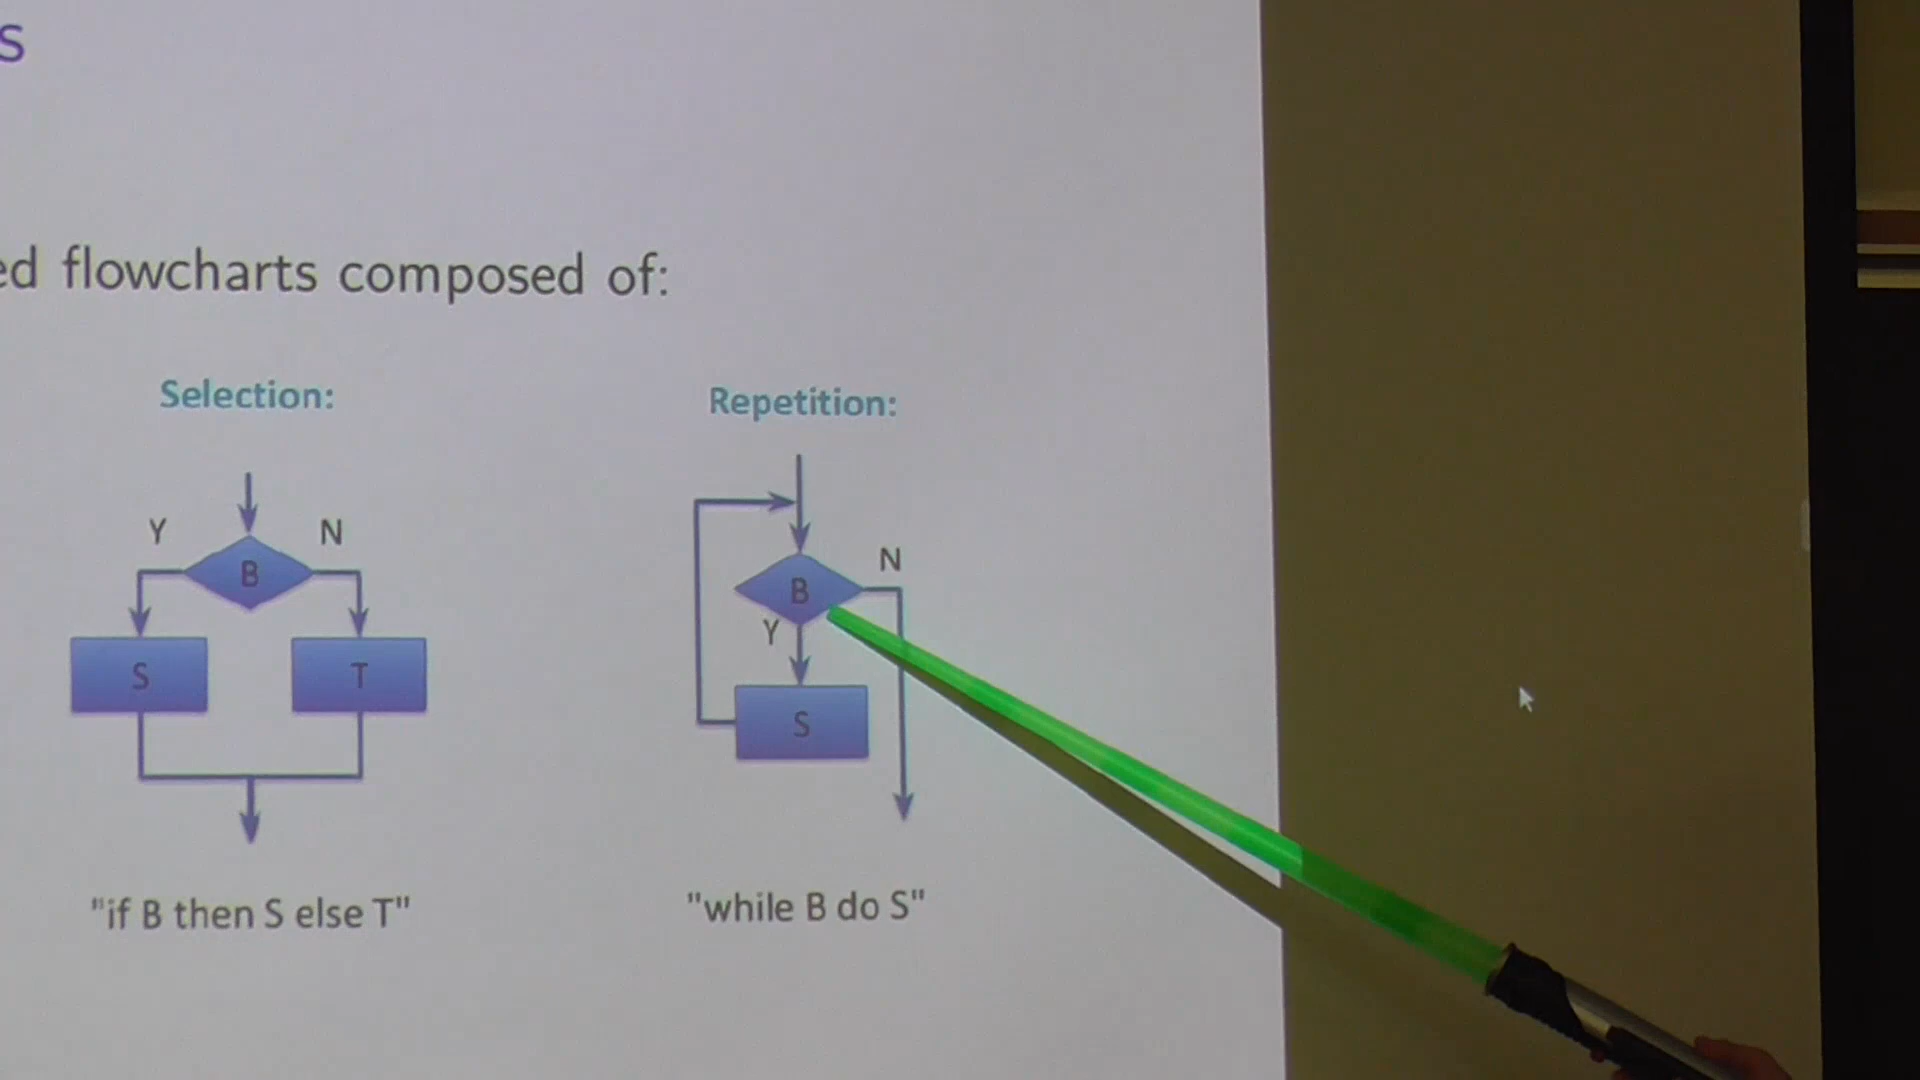 s
ed flowcharts composed of:
Selection:
Repetition:
Y
N
B
S
T
N
B
Y
S
"if B then S else T"
"while B do S"